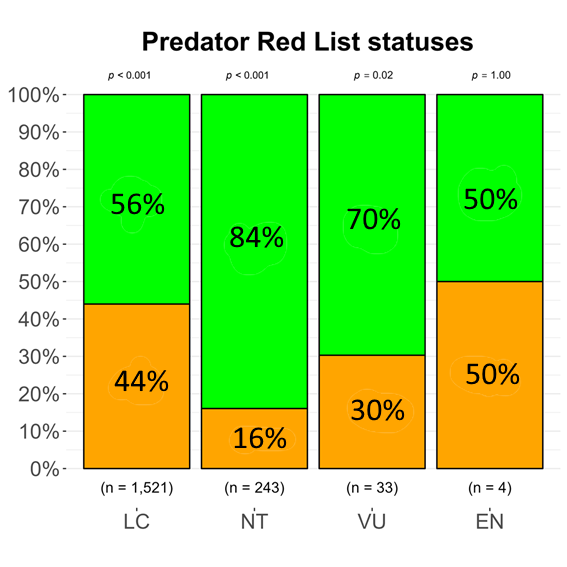 Predator Red List statuses
p < 0.001 p < 0.001 p = 0.02 p = 1.00
100%
90%
80%
70%
60%
50%
40%
30%
20%
10%
0%
56% 84% 70% 50%
44% 16% 30% 50%
(n = 1,521) (n = 243) (n = 33) (n = 4)
LC NT VU EN